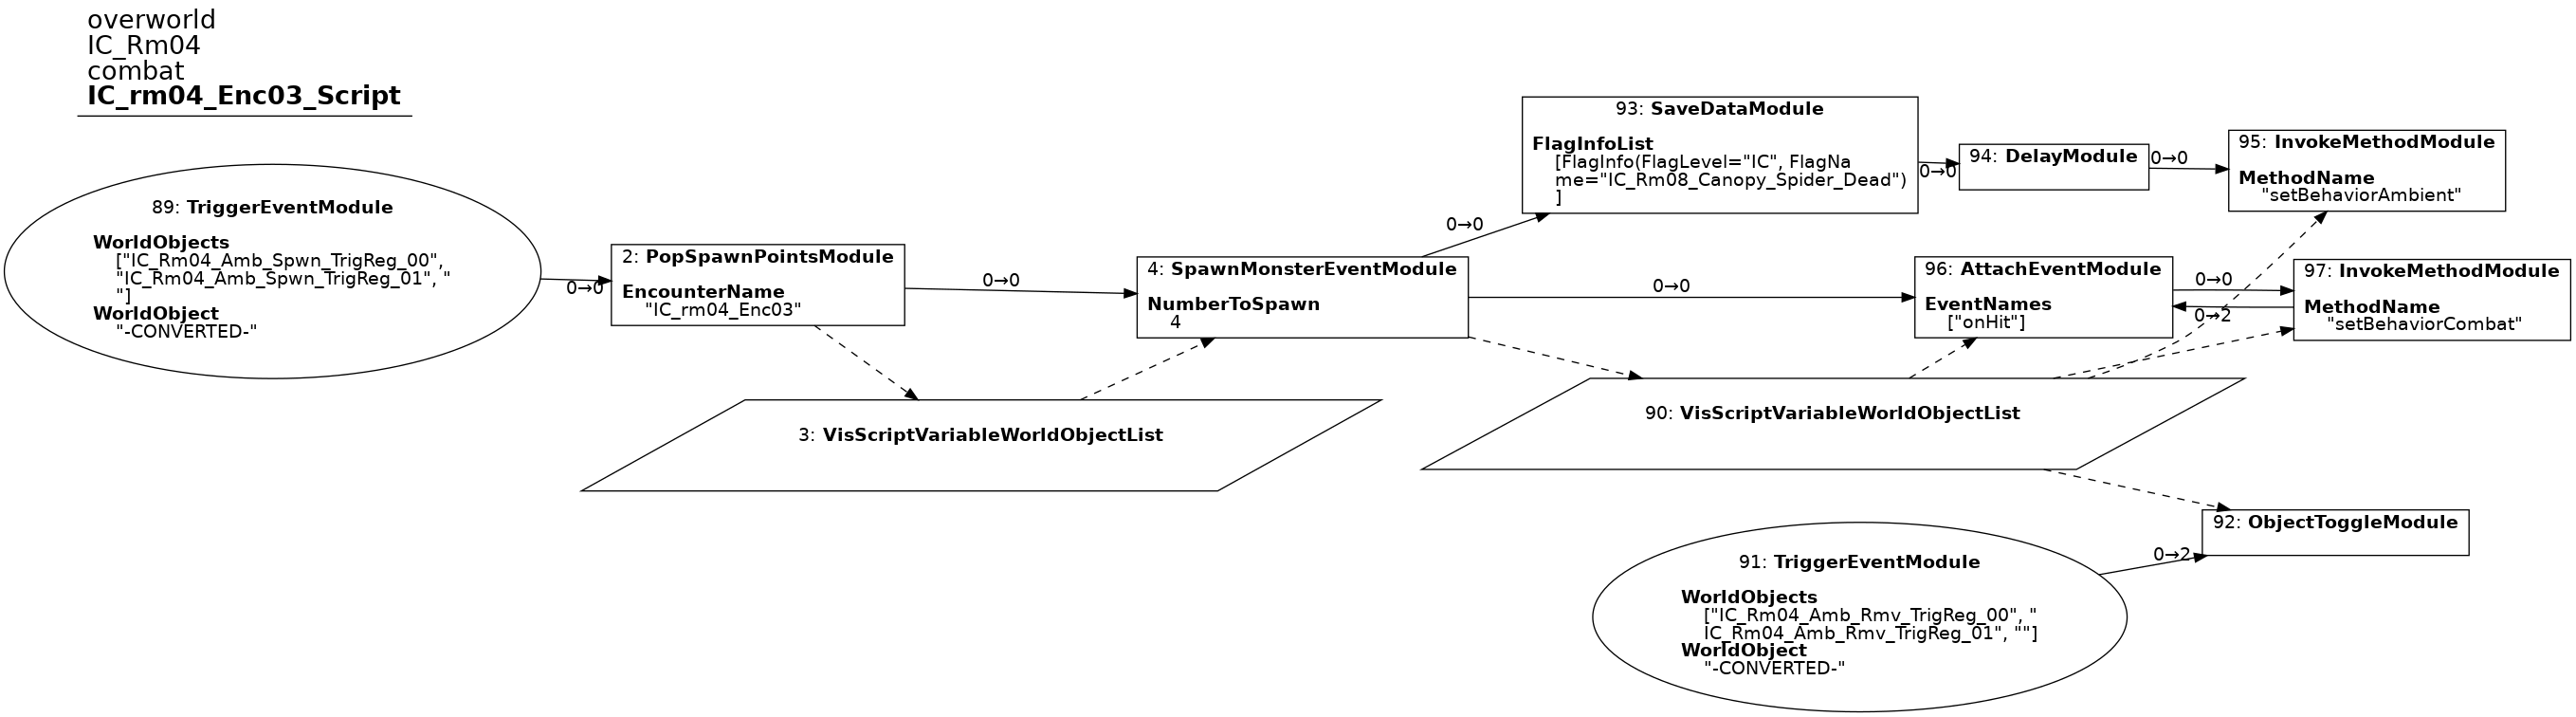 overworld
IC_Rm04
combat
IC_rm04_Enc03_Script
89: TriggerEventModule
WorldObjects
["IC_Rm04_Amb_Spwn_TrigReg_00",
"IC_Rm04_Amb_Spwn_TrigReg_01", "
"]
WorldObject
"-CONVERTED-"
0→0
2: PopSpawnPointsModule
EncounterName
"IC_rm04_Enc03"
0→0
3: VisScriptVariableWorldObjectList
4: SpawnMonsterEventModule
NumberToSpawn
4
0→0
93: SaveDataModule
FlagInfoList
[FlagInfo(FlagLevel="IC", FlagNa
me="IC_Rm08_Canopy_Spider_Dead")
]
0→0
94: DelayModule
0→0
95: InvokeMethodModule
MethodName
"setBehaviorAmbient"
0→0
96: AttachEventModule
EventNames
["onHit"]
0→0
0→2
97: InvokeMethodModule
MethodName
"setBehaviorCombat"
90: VisScriptVariableWorldObjectList
92: ObjectToggleModule
0→2
91: TriggerEventModule
WorldObjects
["IC_Rm04_Amb_Rmv_TrigReg_00", "
IC_Rm04_Amb_Rmv_TrigReg_01", ""]
WorldObject
"-CONVERTED-"